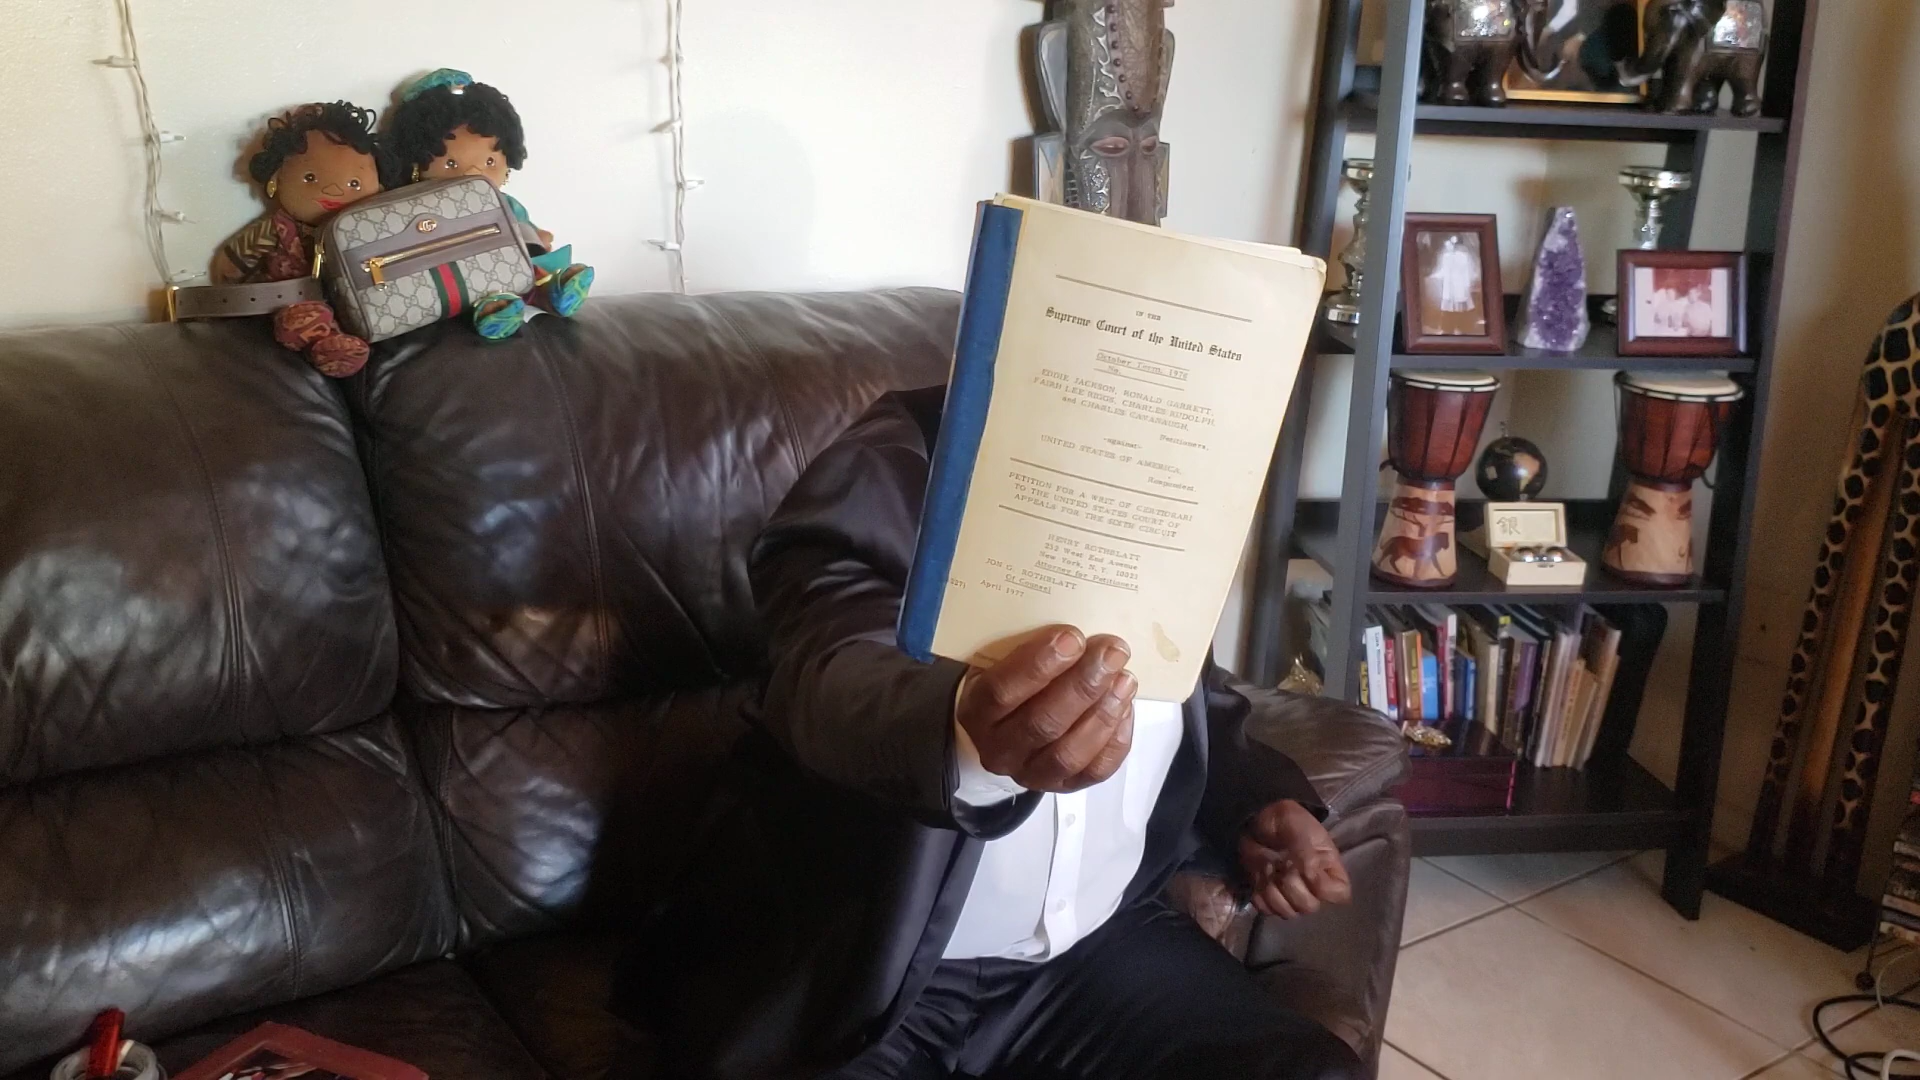 IN THE
Supreme Court of the United States
October Term, 1976
No.
EDDIE JACKSON, RONALD GARRETT,
FAIRH LEE RIGGS, CHARLES RUDOLPH,
and CHARLES CAVANAUGH,
Petitioners,
-against-
UNITED STATES OF AMERICA,
Respondent.
PETITION FOR A WRIT OF CERTIORARI
TO THE UNITED STATES COURT OF
APPEALS FOR THE SIXTH CIRCUIT
HENRY ROTHBLATT
232 West End Avenue
New York, N.Y. 10023
Attorney for Petitioners
JON G. ROTHBLATT
Of Counsel
April 1977
銀